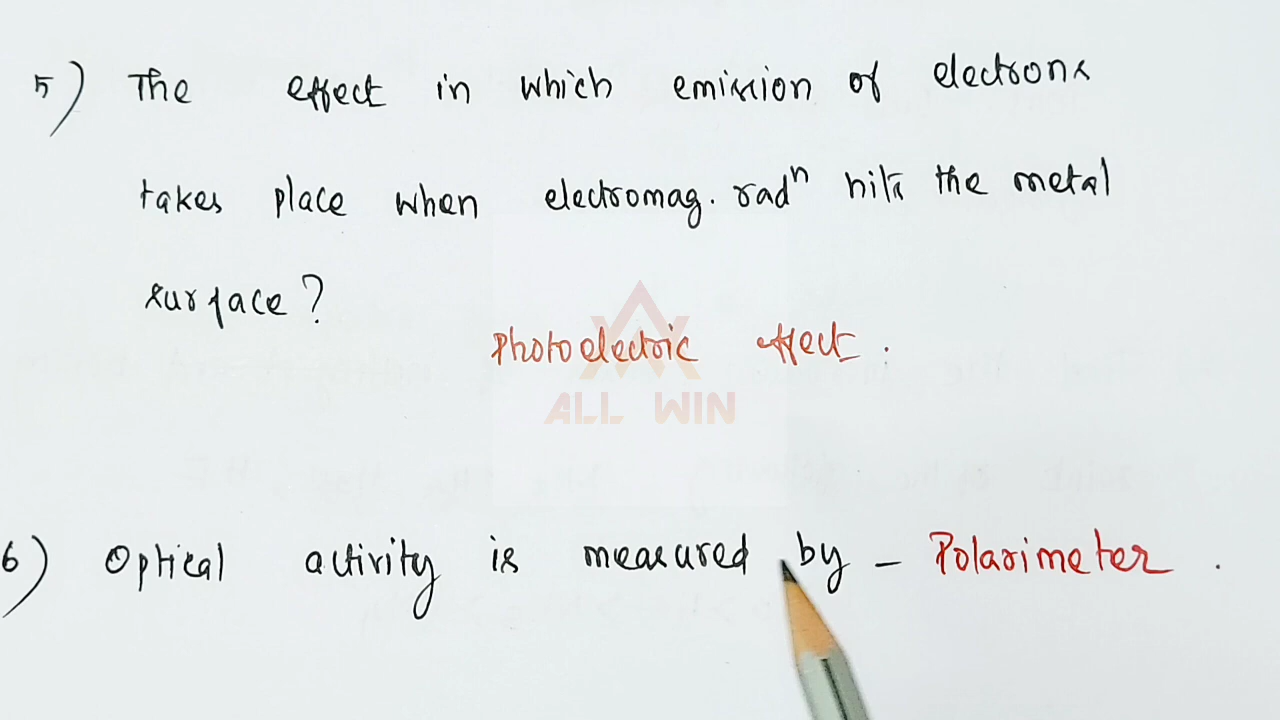 5) The effect in which emission of electrons
takes place when electromag. radⁿ hits the metal
surface?
Photoelectric effect.
ALL WIN
6) Optical activity is measured by – Polarimeter.